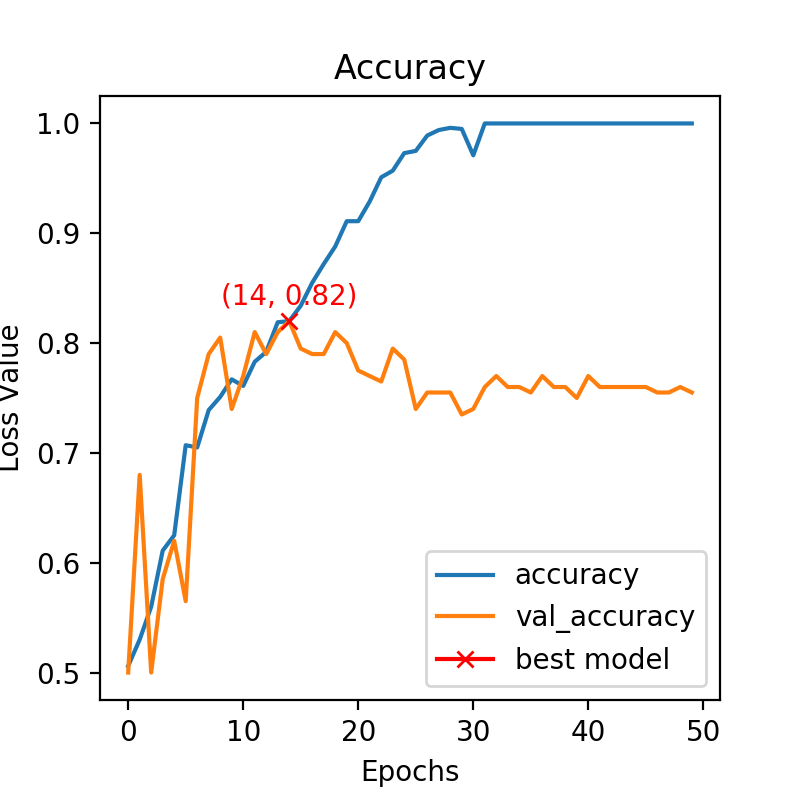 Accuracy
1.0
0.9
0.8
0.7
0.6
0.5
Loss Value
(14, 0.82)
accuracy
val_accuracy
best model
0 10 20 30 40 50
Epochs